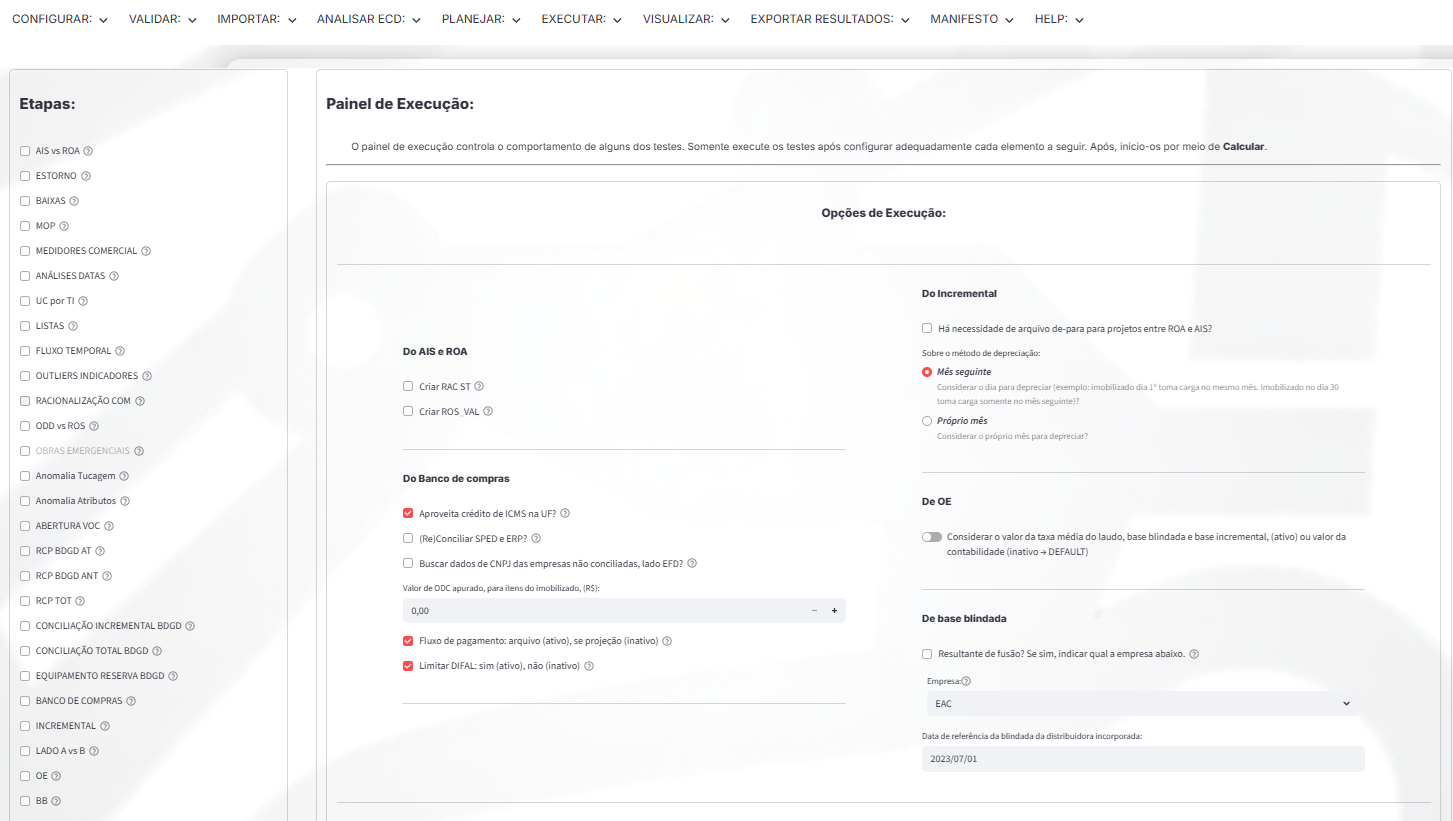 CONFIGURAR: VALIDAR: IMPORTAR: ANALISAR ECD: PLANEJAR: EXECUTAR: VISUALIZAR: EXPORTAR RESULTADOS: MANIFESTO HELP:
Etapas:
AIS vs ROA
ESTORNO
BAIXAS
MOP
MEDIDORES COMERCIAL
ANÁLISES DATAS
UC por TI
LISTAS
FLUXO TEMPORAL
OUTLIERS INDICADORES
RACIONALIZAÇÃO COM
ODD vs ROS
OBRAS EMERGENCIAIS
Anomalia Tucagem
Anomalia Atributos
ABERTURA VOC
RCP BDGD AT
RCP BDGD ANT
RCP TOT
CONCILIAÇÃO INCREMENTAL BDGD
CONCILIAÇÃO TOTAL BDGD
EQUIPAMENTO RESERVA BDGD
BANCO DE COMPRAS
INCREMENTAL
LADO A vs B
OE
BB
Painel de Execução:
O painel de execução controla o comportamento de alguns dos testes. Somente execute os testes após configurar adequadamente cada elemento a seguir. Após, inicio-os por meio de Calcular.
Opções de Execução:
Do AIS e ROA
Criar RAC ST
Criar ROS_VAL
Do Banco de compras
Aproveita crédito de ICMS na UF?
(Re)Conciliar SPED e ERP?
Buscar dados de CNPJ das empresas não conciliadas, lado EFD?
Valor de ODC apurado, para itens do imobilizado, (R$):
0,00
Fluxo de pagamento: arquivo (ativo), se projeção (inativo)
Limitar DIFAL: sim (ativo), não (inativo)
Do Incremental
Há necessidade de arquivo de-para para projetos entre ROA e AIS?
Sobre o método de depreciação:
Mês seguinte
Considerar o dia para depreciar (exemplo: imobilizado dia 1º toma carga no mesmo mês. Imobilizado no dia 30
toma carga somente no mês seguinte)?
Próprio mês
Considerar o próprio mês para depreciar?
De OE
Considerar o valor da taxa média do laudo, base blindada e base incremental, (ativo) ou valor da
contabilidade (inativo → DEFAULT)
De base blindada
Resultante de fusão? Se sim, indicar qual a empresa abaixo.
Empresa:
EAC
Data de referência da blindada da distribuidora incorporada:
2023/07/01